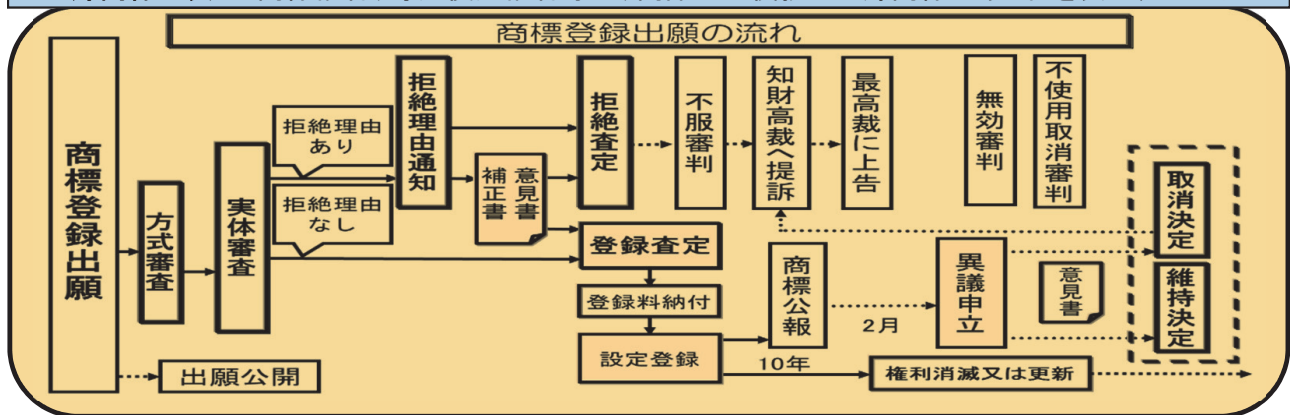 商標登録出願の流れ
商標登録出願
方式審査
実体審査
拒絶理由
あり
拒絶理由
なし
拒絶理由通知
意見書
補正書
拒絶査定
不服審判
知財高裁へ提訴
最高裁に上告
無効審判
不使用取消審判
登録査定
登録料納付
設定登録
商標公報
2月
異議申立
意見書
取消決定
維持決定
出願公開
10年
権利消滅又は更新